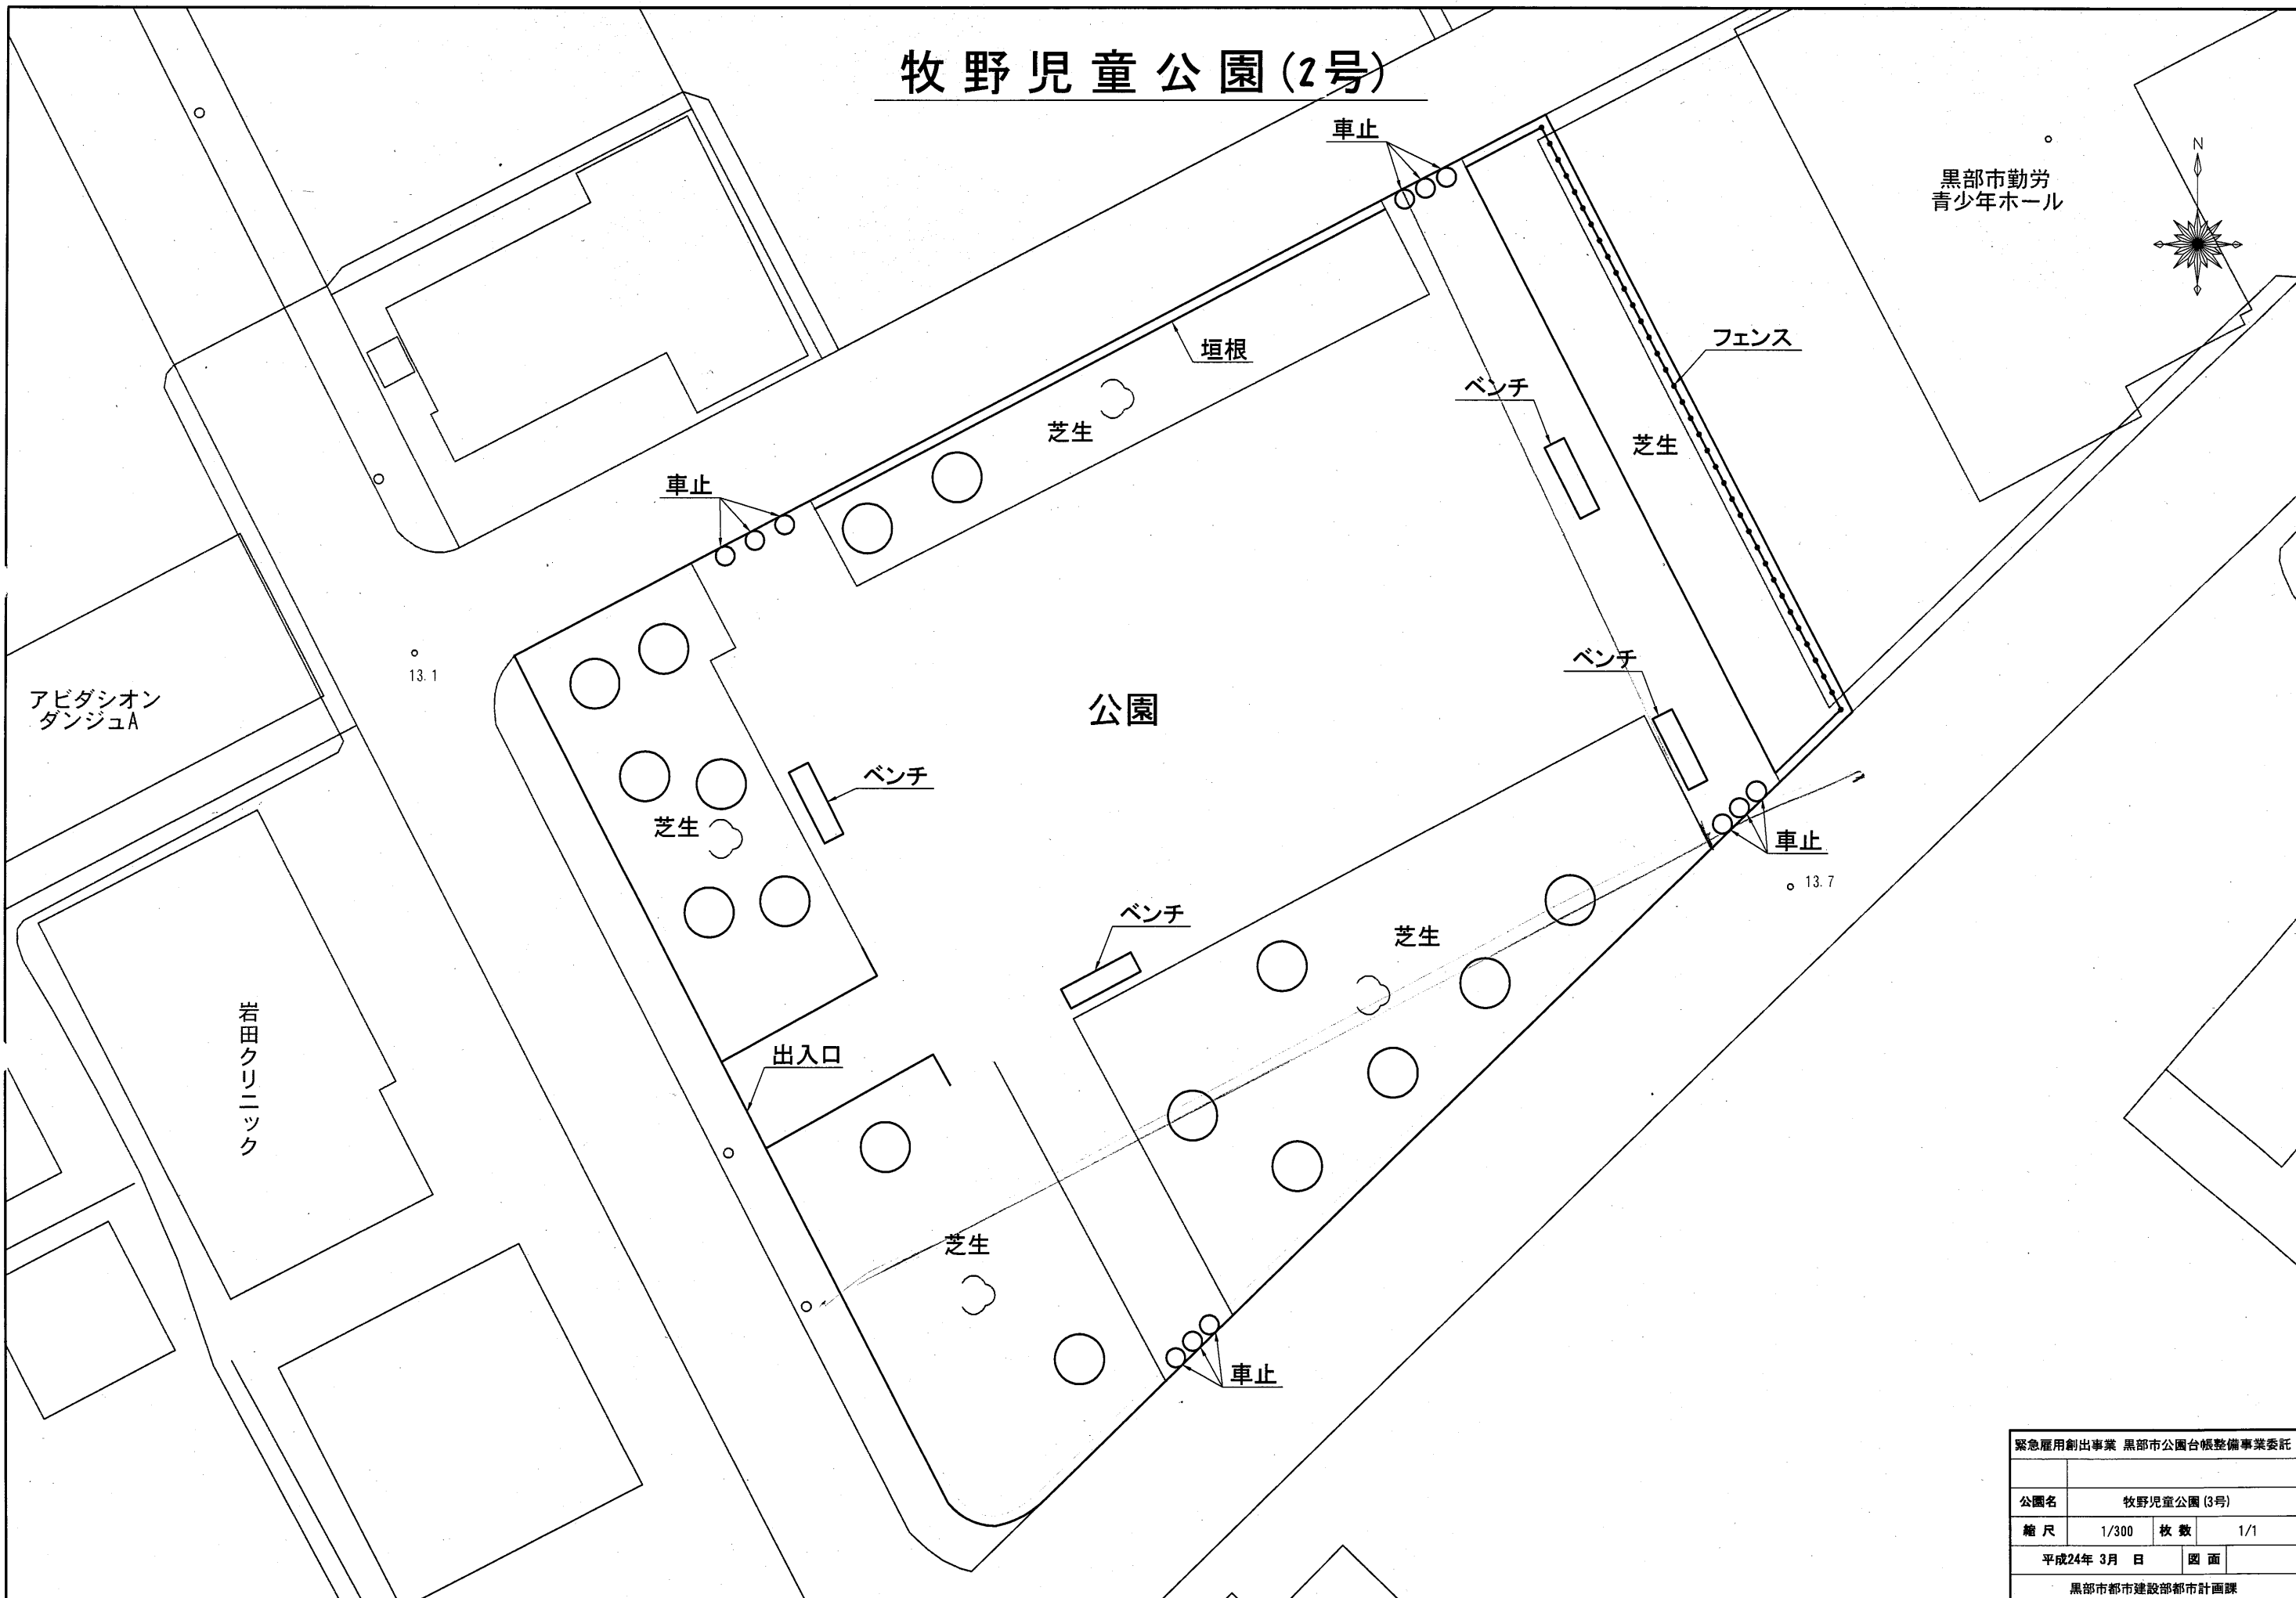 牧野児童公園(2号)
車止
N
黒部市勤労
青少年ホール
フェンス
垣根
ベンチ
芝生
芝生
車止
ベンチ
13.1
アビダシオン
ダンジュA
公園
ベンチ
芝生
車止
13.7
ベンチ
芝生
岩田クリニック
出入口
芝生
車止
緊急雇用創出事業 黒部市公園台帳整備事業委託
公園名 牧野児童公園(3号)
縮尺 1/300 枚数 1/1
平成24年 3月 日 図面
黒部市都市建設部都市計画課